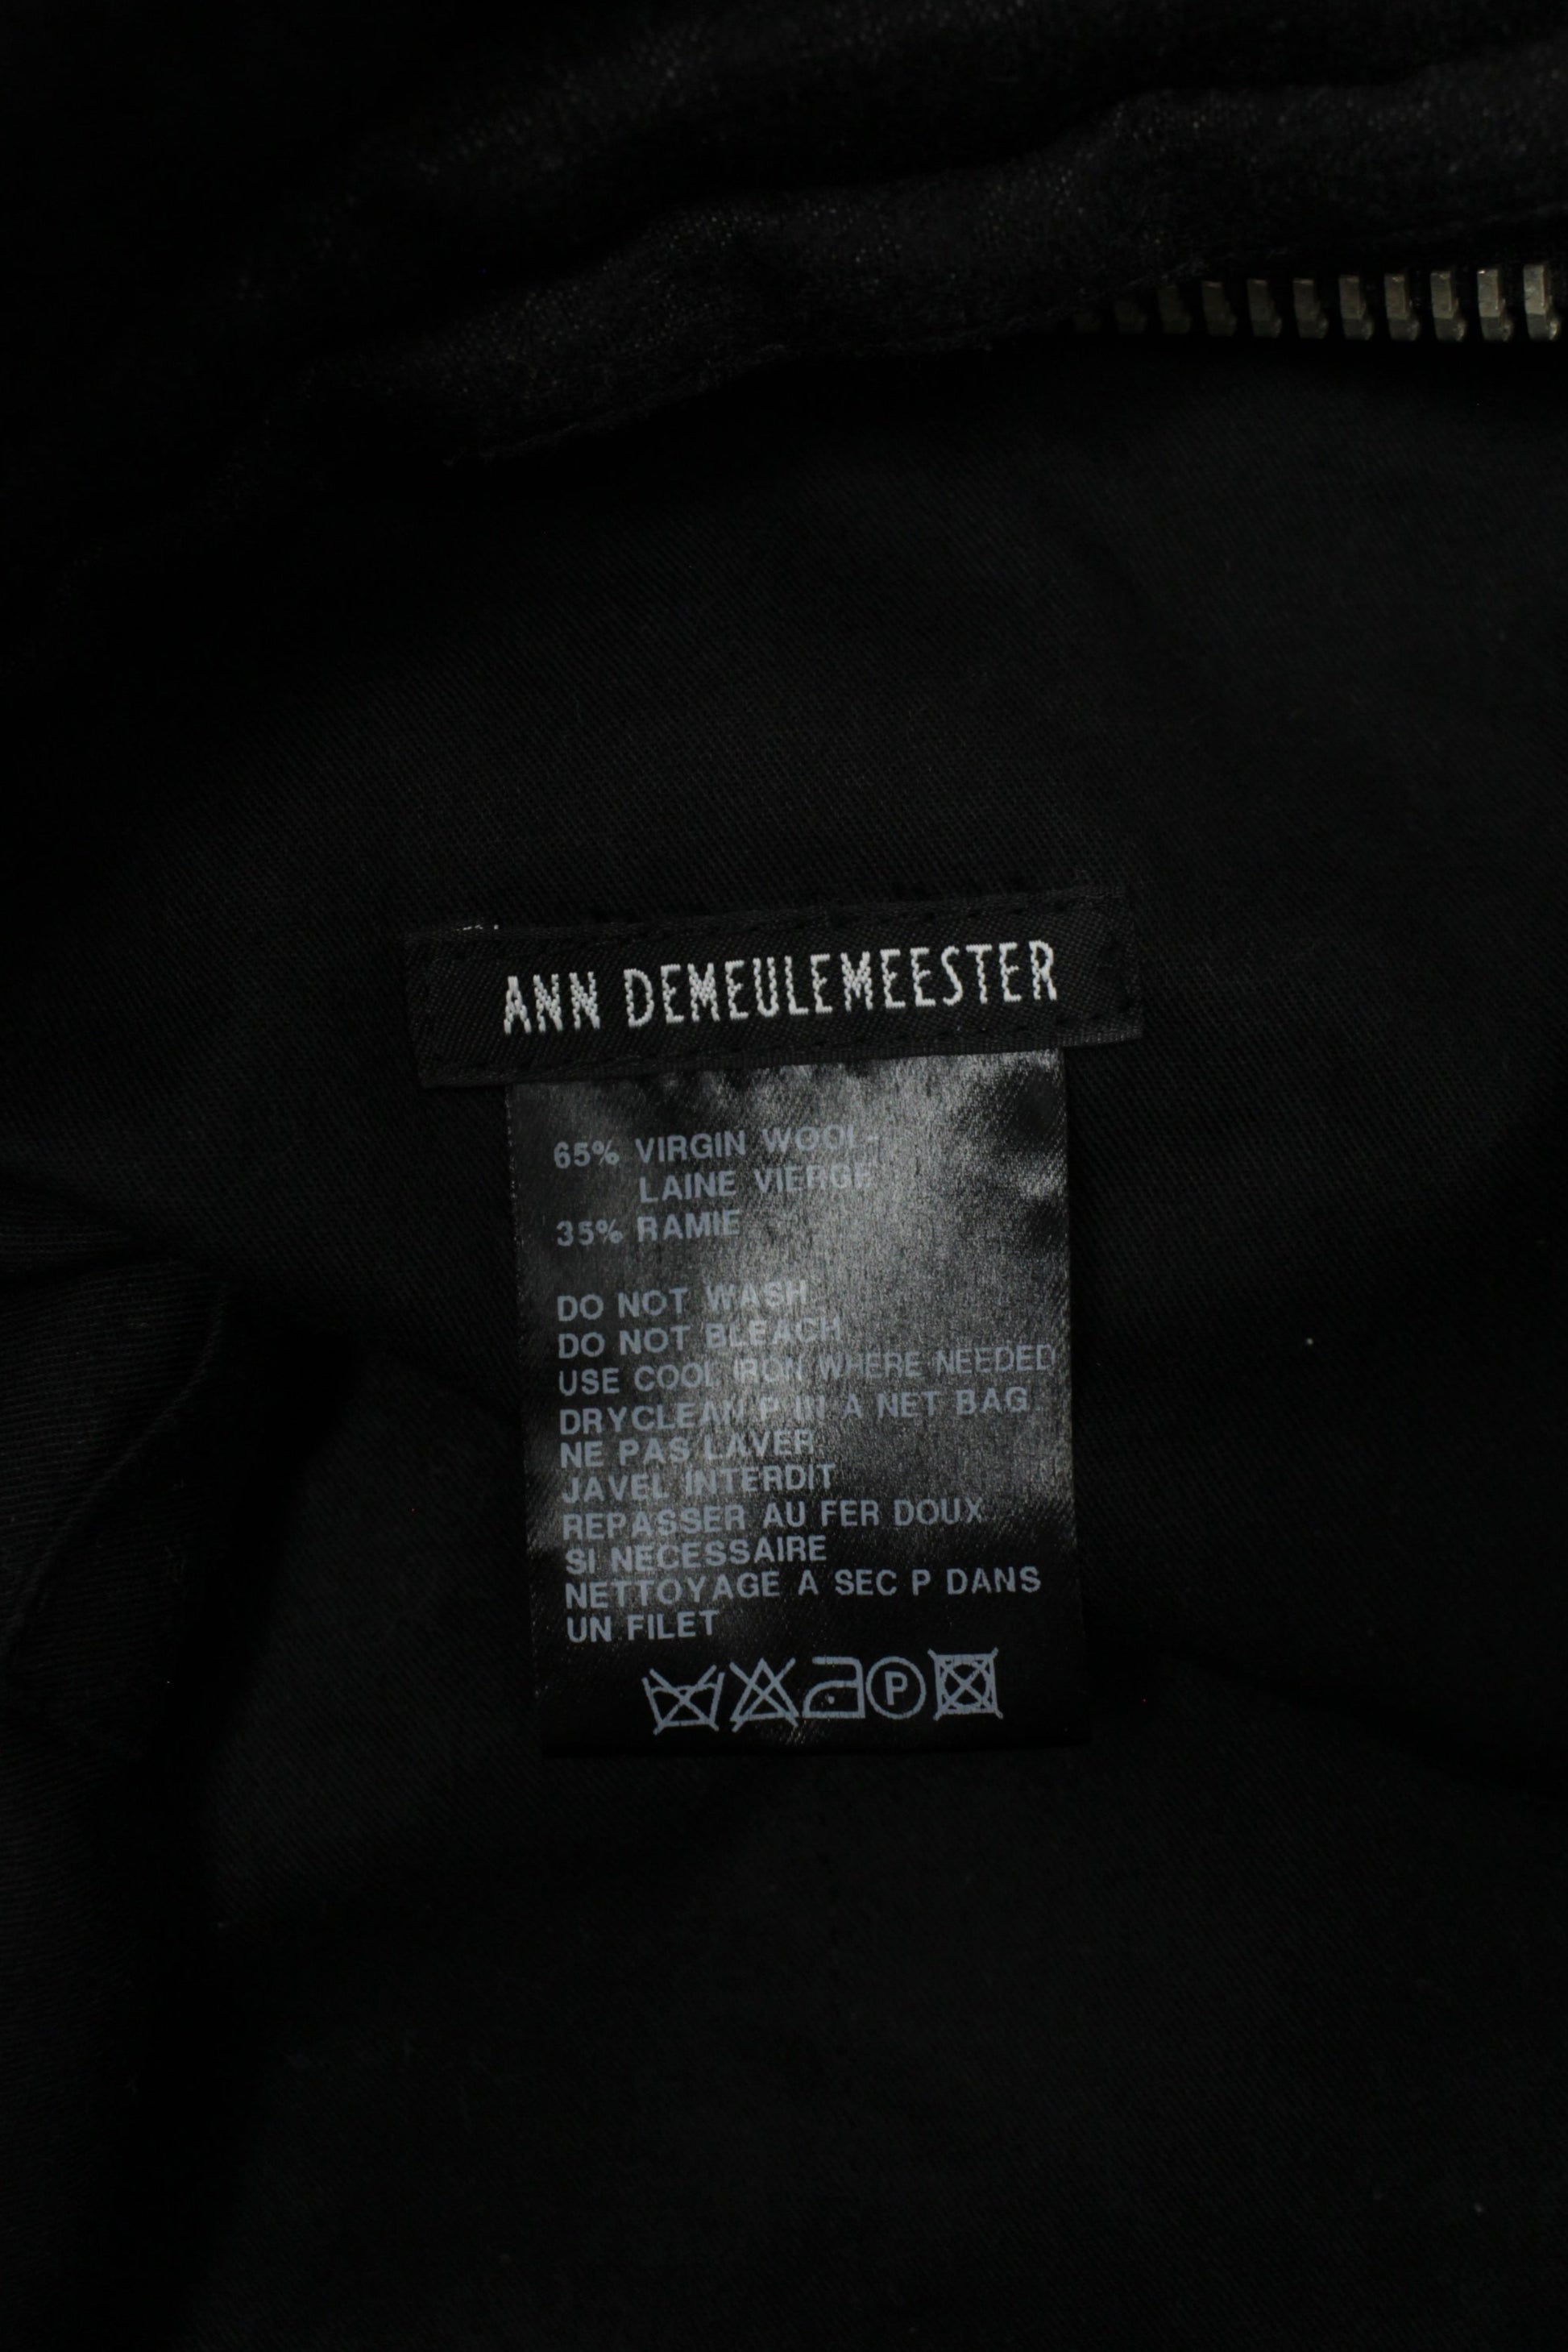 ANN DEMEULEMEESTER
65% VIRGIN WOOL-
LAINE VIERGE
35% RAMIE
DO NOT WASH
DO NOT BLEACH
USE COOL IRON WHERE NEEDED
DRYCLEAN P IN A NET BAG
NE PAS LAVER
JAVEL INTERDIT
REPASSER AU FER DOUX
SI NECESSAIRE
NETTOYAGE A SEC P DANS
UN FILET
P